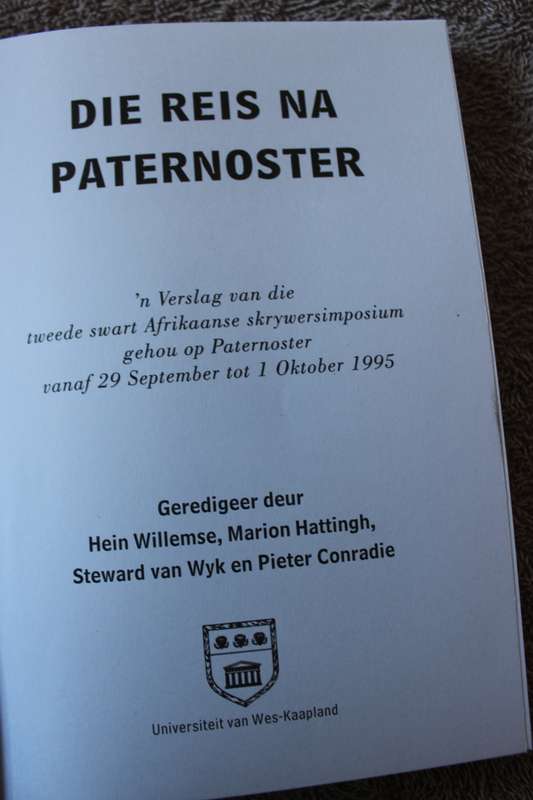 DIE REIS NA
PATERNOSTER
'n Verslag van die
tweede swart Afrikaanse skrywersimposium
gehou op Paternoster
vanaf 29 September tot 1 Oktober 1995
Geredigeer deur
Hein Willemse, Marion Hattingh,
Steward van Wyk en Pieter Conradie
Universiteit van Wes-Kaapland